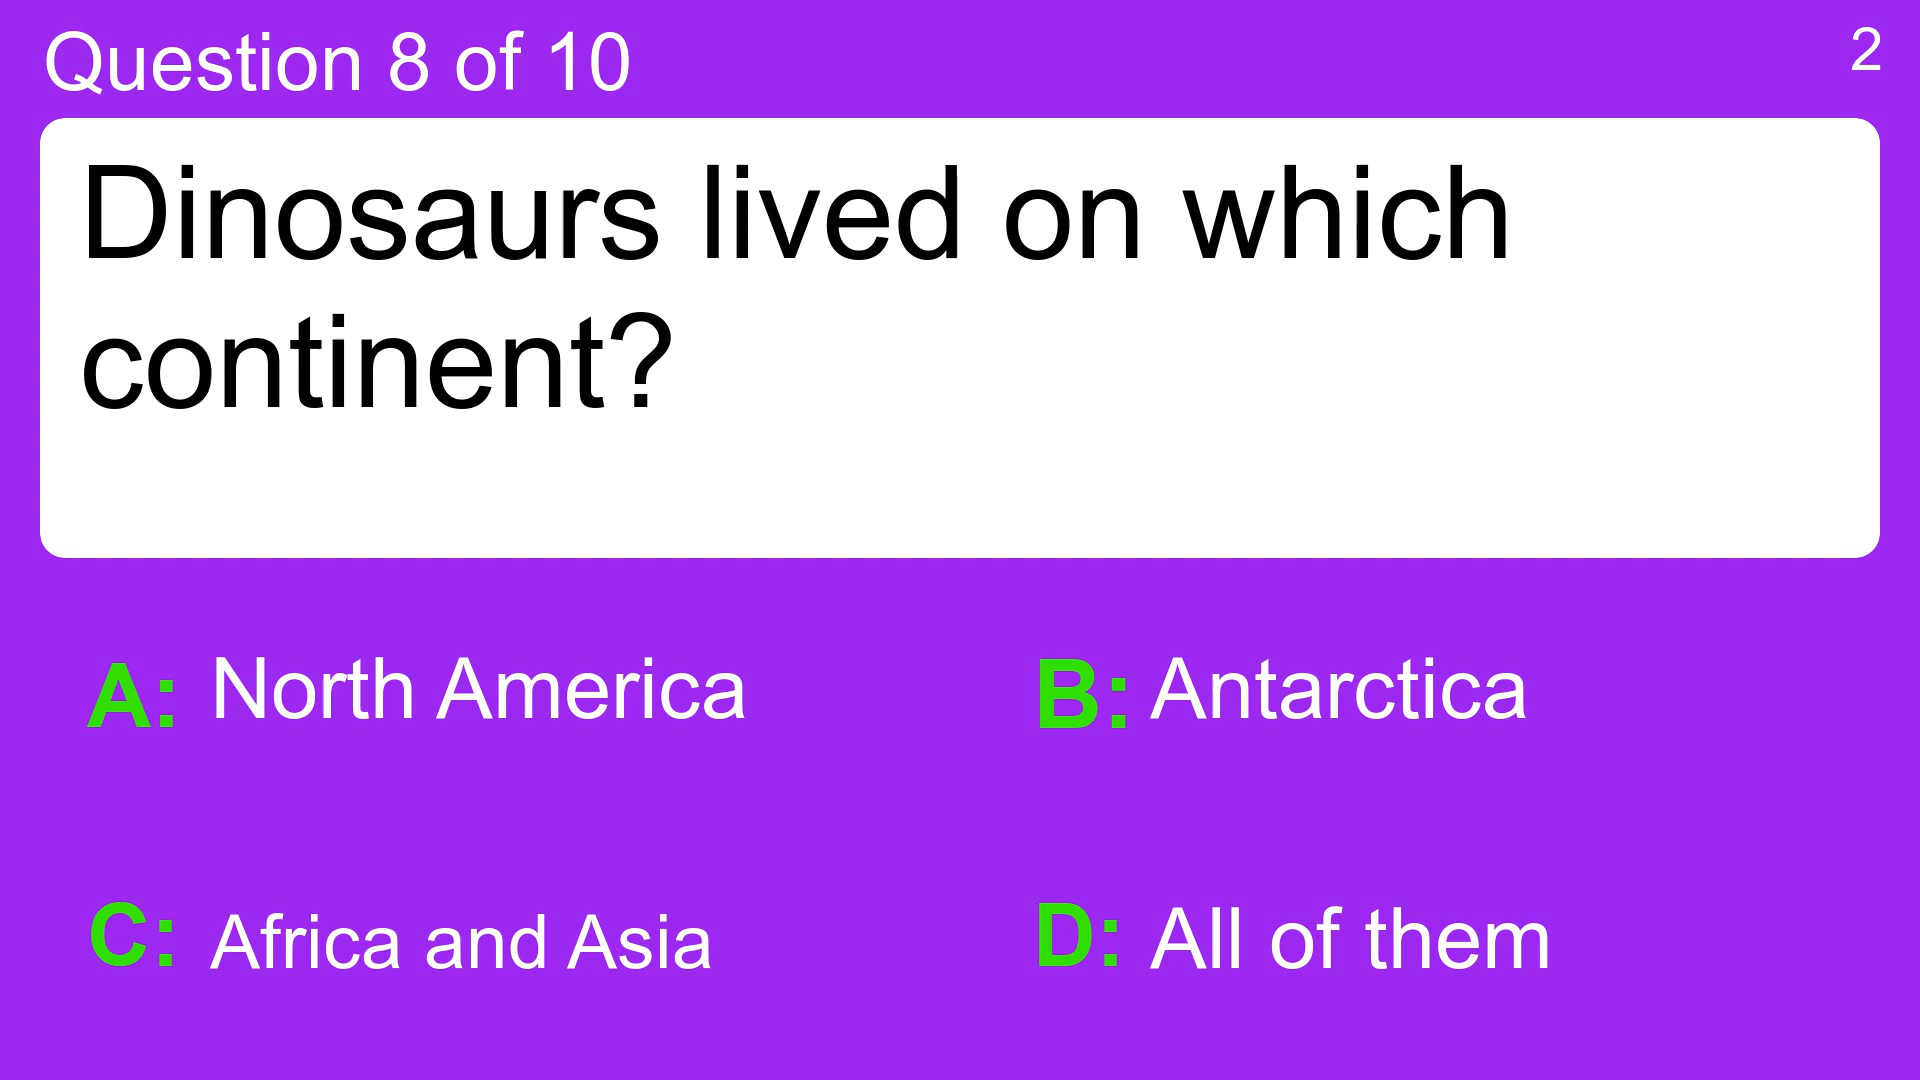 Question 8 of 10
2
Dinosaurs lived on which
continent?
A: North America
B: Antarctica
C: Africa and Asia
D: All of them